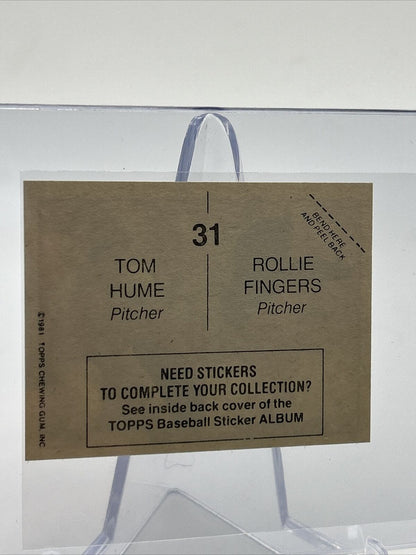 31
TOM
HUME
Pitcher
ROLLIE
FINGERS
Pitcher
BEND HERE
AND PEEL BACK
NEED STICKERS
TO COMPLETE YOUR COLLECTION?
See inside back cover of the
TOPPS Baseball Sticker ALBUM
©1981 TOPPS CHEWING GUM, INC